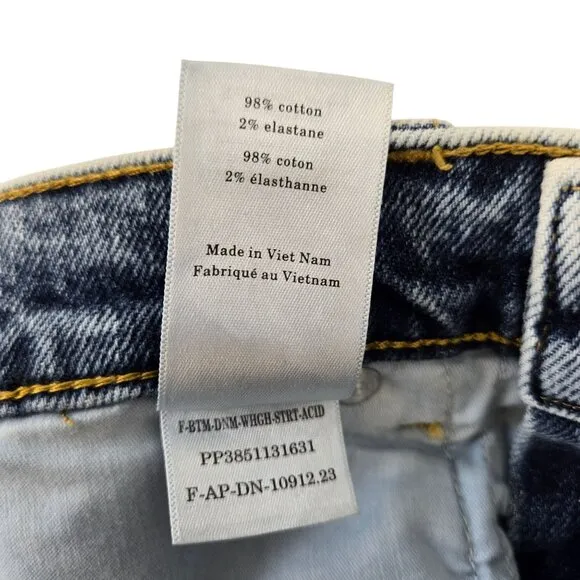 98% cotton
2% elastane
98% coton
2% élasthanne
Made in Viet Nam
Fabriqué au Vietnam
F-BTM-DNM-WHGH-STRT-ACID
PP3851131631
F-AP-DN-10912.23